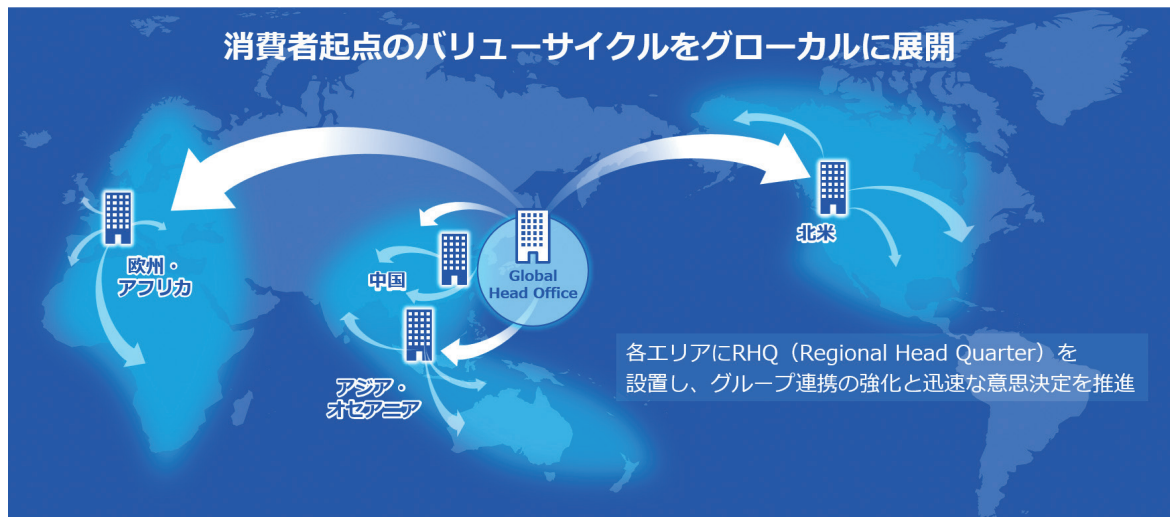 消費者起点のバリューサイクルをグローカルに展開
欧州・
アフリカ
中国
Global
Head Office
北米
アジア・
オセアニア
各エリアにRHQ（Regional Head Quarter）を
設置し、グループ連携の強化と迅速な意思決定を推進